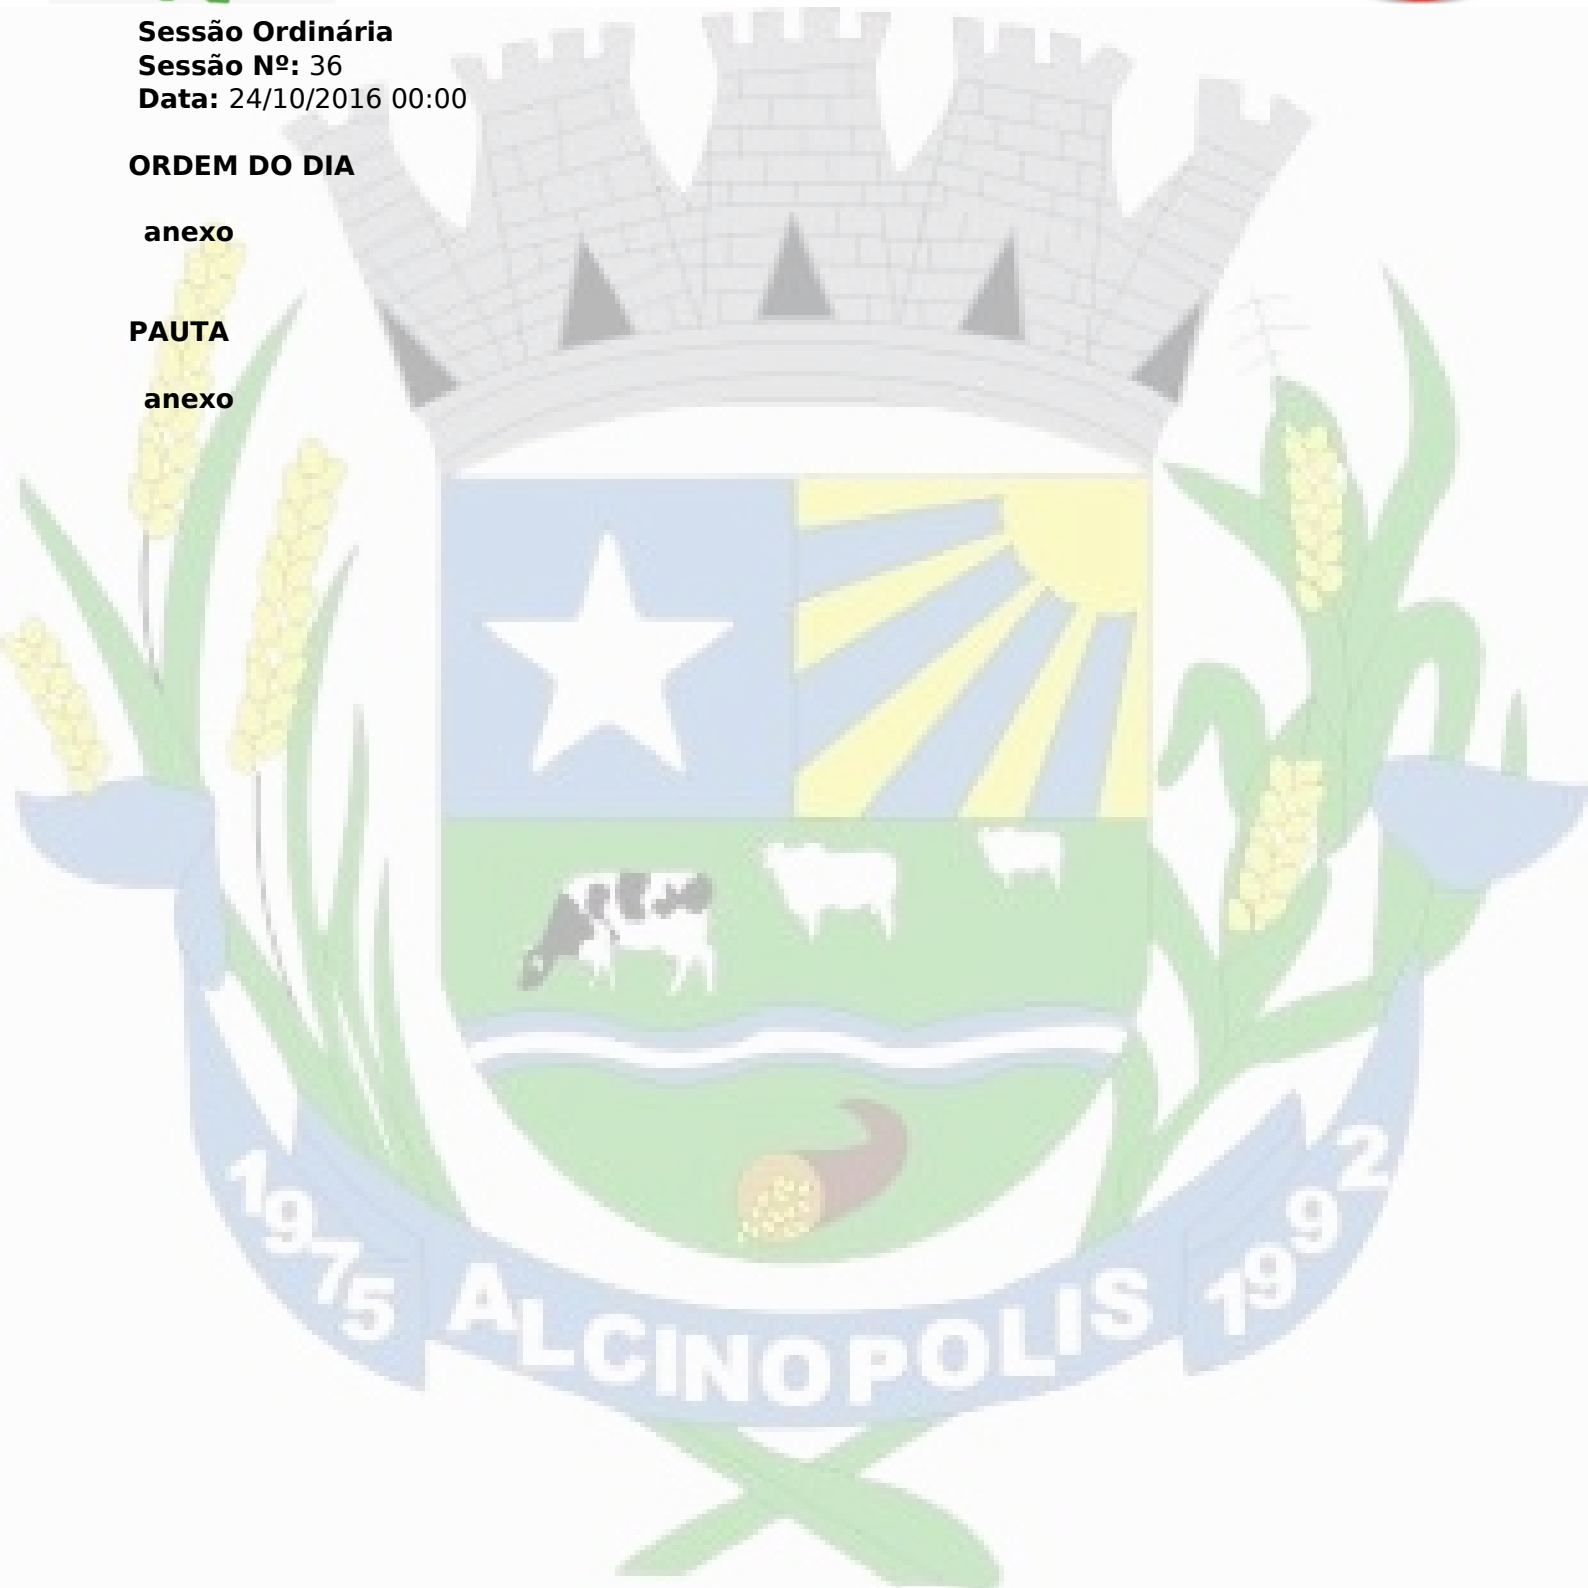 Sessão Ordinária
Sessão Nº: 36
Data: 24/10/2016 00:00
ORDEM DO DIA
anexo
PAUTA
anexo
1975 ALCINOPOLIS 1992